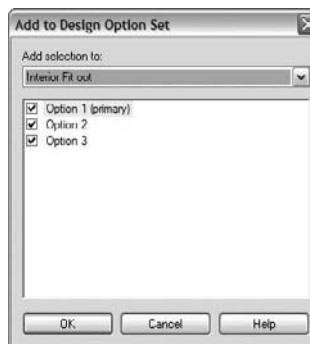 Add to Design Option Set
Add selection to:
Interior Fit out
Option 1 (primary)
Option 2
Option 3
OK
Cancel
Help